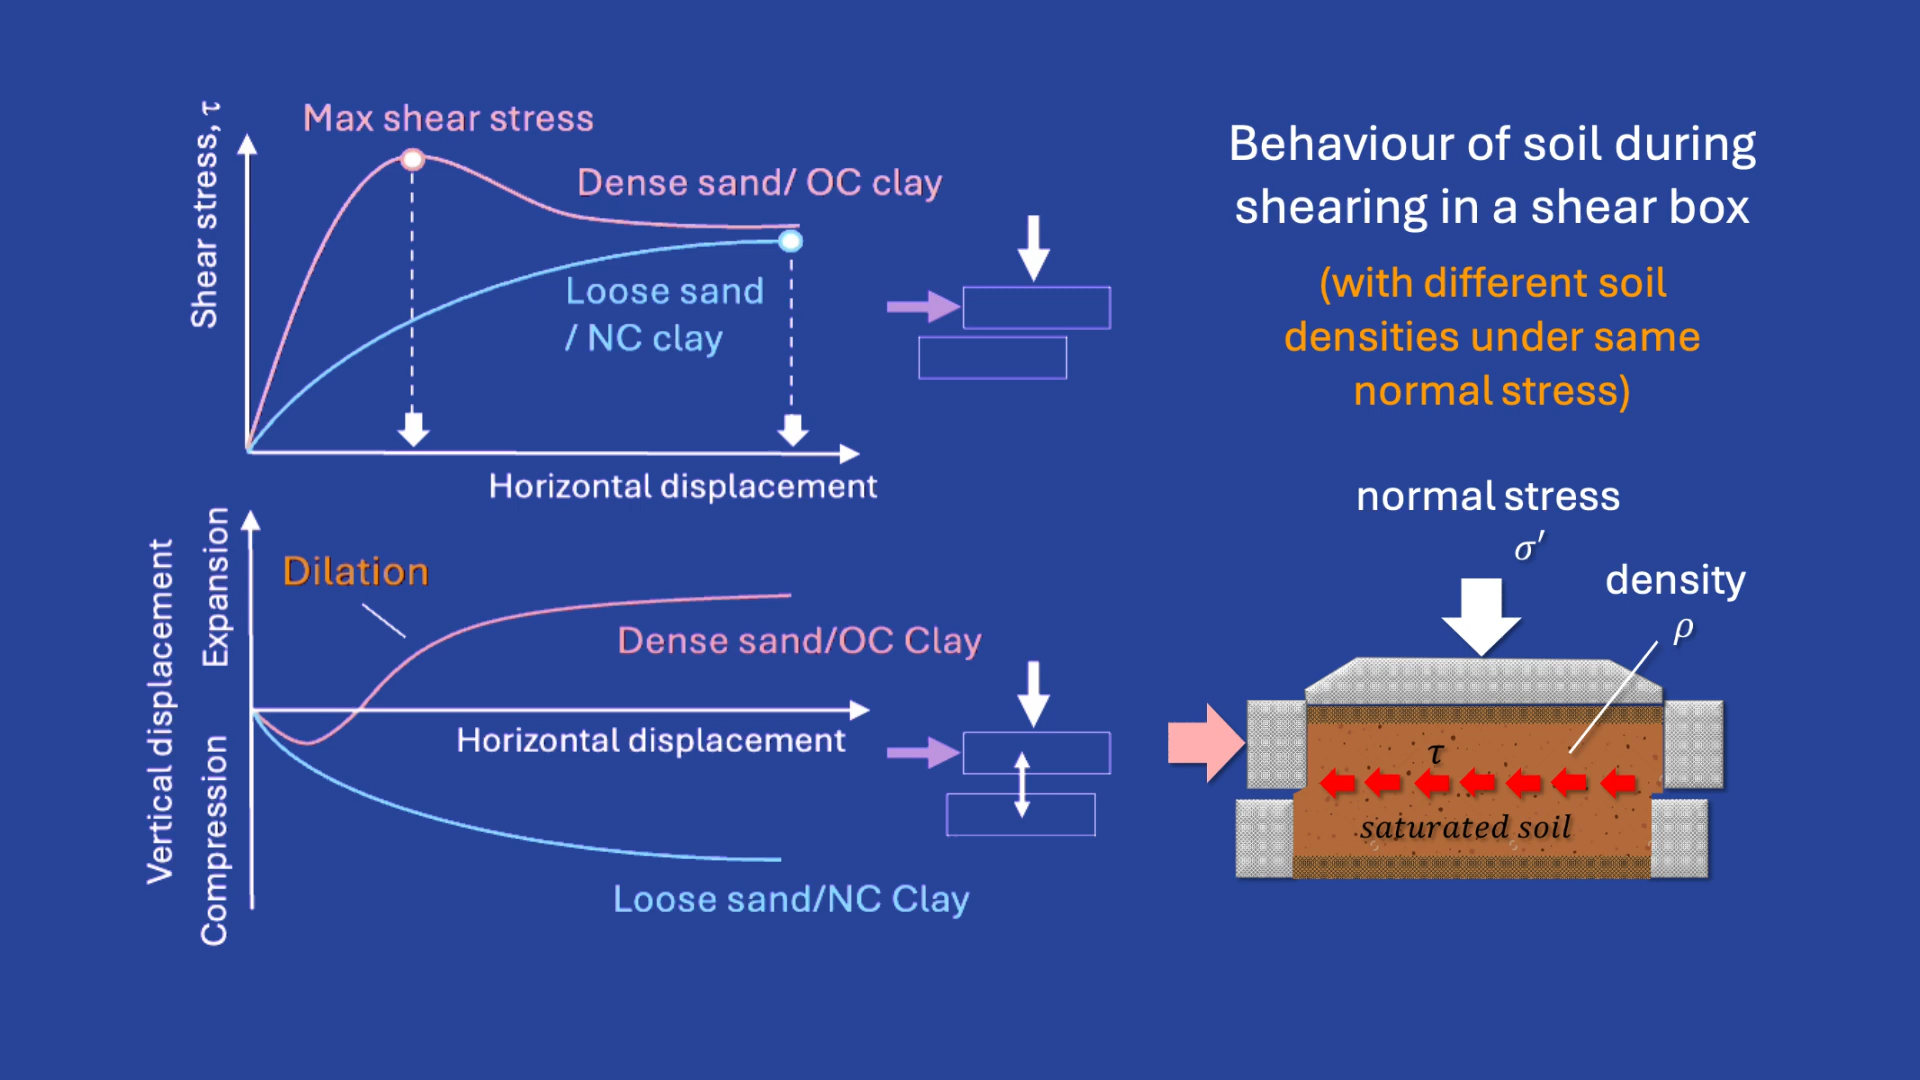 Max shear stress
Shear stress, τ
Dense sand/ OC clay
Loose sand
/ NC clay
Horizontal displacement
Behaviour of soil during
shearing in a shear box
(with different soil
densities under same
normal stress)
Vertical displacement
Expansion
Compression
Dilation
Dense sand/OC Clay
Horizontal displacement
Loose sand/NC Clay
normal stress
σ′
density
ρ
τ
saturated soil